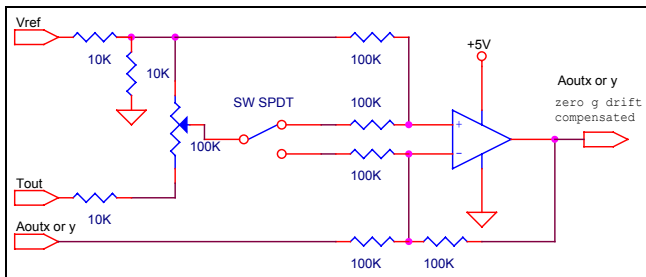 Vref
10K
10K
100K
+5V
Aoutx or y
zero g drift
compensated
SW SPDT
100K
100K
+
−
100K
Tout
10K
Aoutx or y
100K
100K